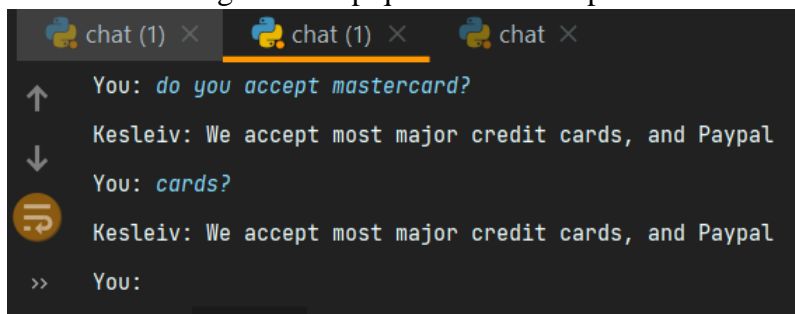 chat (1) × chat (1) × chat ×
You: do you accept mastercard?
Kesleiv: We accept most major credit cards, and Paypal
You: cards?
Kesleiv: We accept most major credit cards, and Paypal
You: